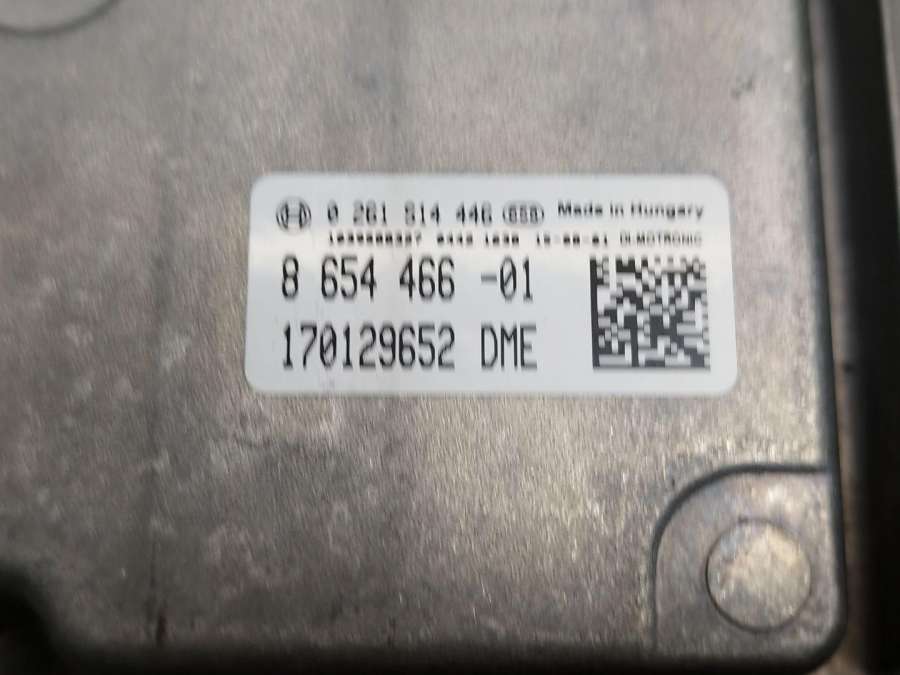 0 261 S14 446 Made in Hungary
8 654 466 -01
170129652 DME